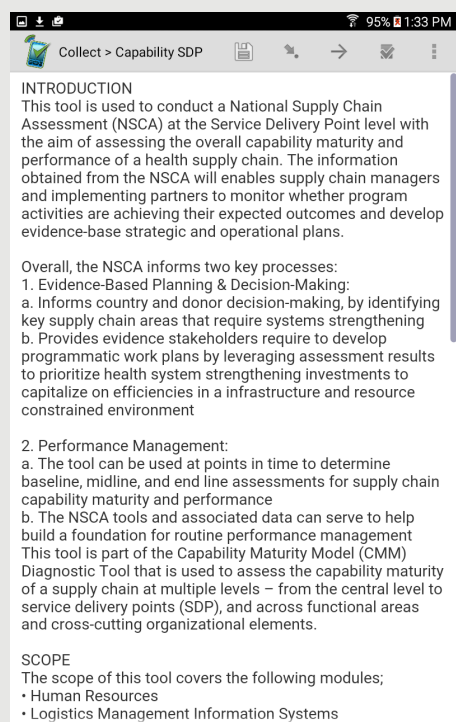 95% 1:33 PM
Collect > Capability SDP
INTRODUCTION
This tool is used to conduct a National Supply Chain
Assessment (NSCA) at the Service Delivery Point level with
the aim of assessing the overall capability maturity and
performance of a health supply chain. The information
obtained from the NSCA will enables supply chain managers
and implementing partners to monitor whether program
activities are achieving their expected outcomes and develop
evidence-base strategic and operational plans.
Overall, the NSCA informs two key processes:
1. Evidence-Based Planning & Decision-Making:
a. Informs country and donor decision-making, by identifying
key supply chain areas that require systems strengthening
b. Provides evidence stakeholders require to develop
programmatic work plans by leveraging assessment results
to prioritize health system strengthening investments to
capitalize on efficiencies in a infrastructure and resource
constrained environment
2. Performance Management:
a. The tool can be used at points in time to determine
baseline, midline, and end line assessments for supply chain
capability maturity and performance
b. The NSCA tools and associated data can serve to help
build a foundation for routine performance management
This tool is part of the Capability Maturity Model (CMM)
Diagnostic Tool that is used to assess the capability maturity
of a supply chain at multiple levels – from the central level to
service delivery points (SDP), and across functional areas
and cross-cutting organizational elements.
SCOPE
The scope of this tool covers the following modules;
• Human Resources
• Logistics Management Information Systems